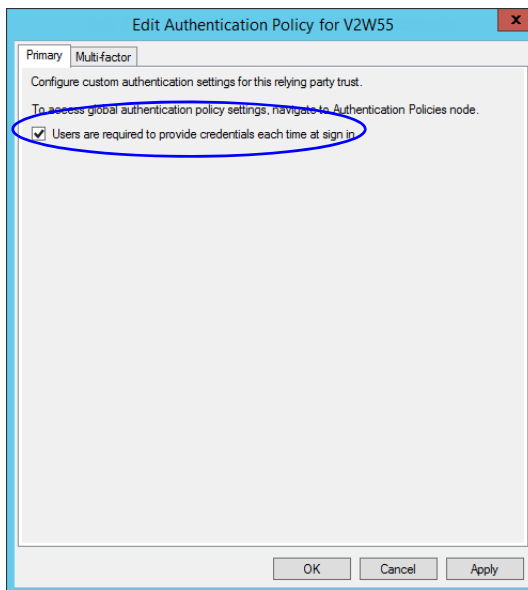 Edit Authentication Policy for V2W55
x
Primary
Multi-factor
Configure custom authentication settings for this relying party trust.
To access global authentication policy settings, navigate to Authentication Policies node.
Users are required to provide credentials each time at sign in.
OK
Cancel
Apply